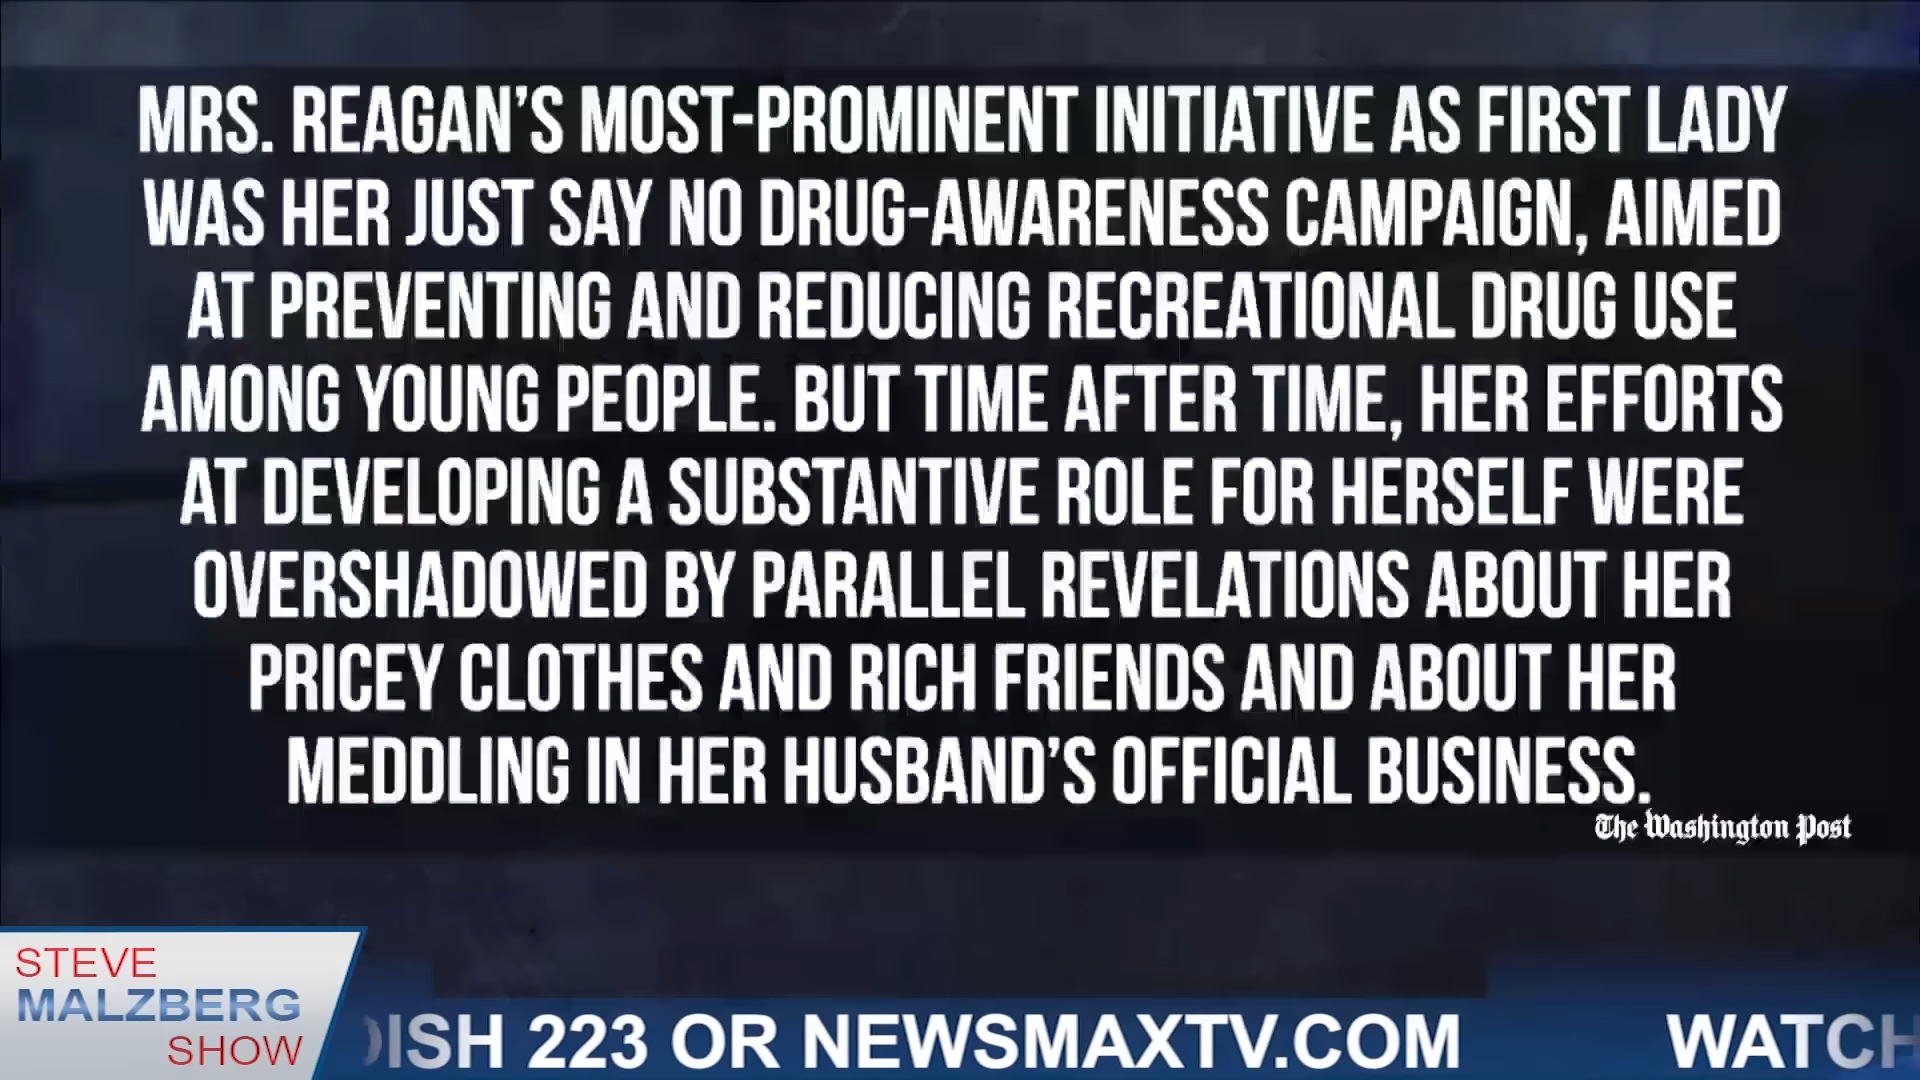 MRS. REAGAN’S MOST-PROMINENT INITIATIVE AS FIRST LADY
WAS HER JUST SAY NO DRUG-AWARENESS CAMPAIGN, AIMED
AT PREVENTING AND REDUCING RECREATIONAL DRUG USE
AMONG YOUNG PEOPLE. BUT TIME AFTER TIME, HER EFFORTS
AT DEVELOPING A SUBSTANTIVE ROLE FOR HERSELF WERE
OVERSHADOWED BY PARALLEL REVELATIONS ABOUT HER
PRICEY CLOTHES AND RICH FRIENDS AND ABOUT HER
MEDDLING IN HER HUSBAND’S OFFICIAL BUSINESS.
The Washington Post
STEVE
MALZBERG
SHOW
DISH 223 OR NEWSMAXTV.COM WATCH